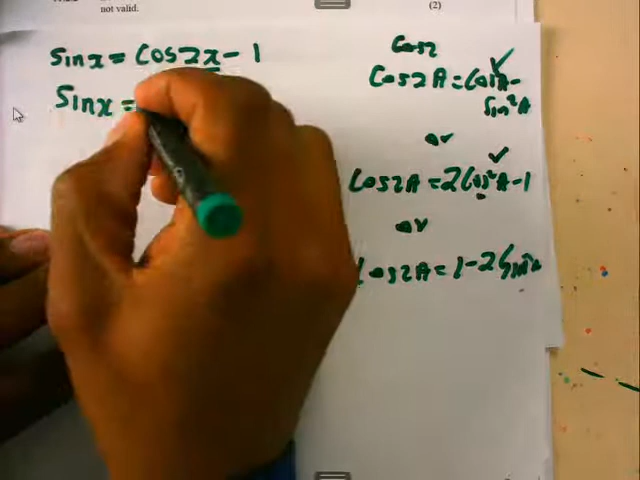 not valid.
(2)
Sinx = Cos2x - 1
Sinx =
Cos2
Cos2A = Cos²A -
Sin²A
or
Cos2A = 2Cos²A - 1
or
Cos2A = 1 - 2Sin²A